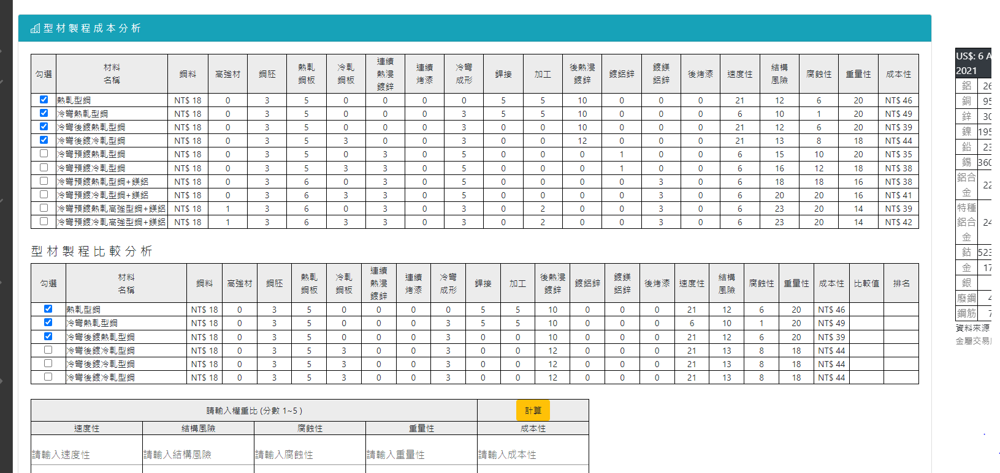 型材製程成本分析
勾選 材料名稱 鋼料 高強材 鋼胚 熱軋鋼板 冷軋鋼板 連續熱浸鍍鋅 連續烤漆 冷彎成形 銲接 加工 後熱浸鍍鋅 鍍鋁鋅 鍍鎂鋁鋅 後烤漆 速度性 結構風險 腐蝕性 重量性 成本性
熱軋型鋼 NT$ 18 0 3 5 0 0 0 0 5 5 10 0 0 0 21 12 6 20 NT$ 46
冷彎熱軋型鋼 NT$ 18 0 3 5 0 0 0 3 5 5 10 0 0 0 6 10 1 20 NT$ 49
冷彎後鍍熱軋型鋼 NT$ 18 0 3 5 0 0 0 3 0 0 10 0 0 0 21 12 6 20 NT$ 39
冷彎後鍍冷軋型鋼 NT$ 18 0 3 5 3 0 0 3 0 0 12 0 0 0 21 13 8 18 NT$ 44
冷彎預鍍熱軋型鋼 NT$ 18 0 3 5 0 3 0 5 0 0 0 1 0 0 6 15 10 20 NT$ 35
冷彎預鍍冷軋型鋼 NT$ 18 0 3 5 3 3 0 5 0 0 0 1 0 0 6 16 12 18 NT$ 38
冷彎預鍍熱軋型鋼+鎂鋁 NT$ 18 0 3 6 0 3 0 5 0 0 0 0 3 0 6 18 18 16 NT$ 38
冷彎預鍍冷軋型鋼+鎂鋁 NT$ 18 0 3 6 3 3 0 5 0 0 0 0 3 0 6 20 20 16 NT$ 41
冷彎預鍍熱軋高強型鋼+鎂鋁 NT$ 18 1 3 6 0 3 0 3 0 2 0 0 3 0 6 23 20 14 NT$ 39
冷彎預鍍冷軋高強型鋼+鎂鋁 NT$ 18 1 3 6 3 3 0 3 0 2 0 0 3 0 6 23 20 14 NT$ 42
型材製程比較分析
勾選 材料名稱 鋼料 高強材 鋼胚 熱軋鋼板 冷軋鋼板 連續熱浸鍍鋅 連續烤漆 冷彎成形 銲接 加工 後熱浸鍍鋅 鍍鋁鋅 鍍鎂鋁鋅 後烤漆 速度性 結構風險 腐蝕性 重量性 成本性 比較值 排名
熱軋型鋼 NT$ 18 0 3 5 0 0 0 0 5 5 10 0 0 0 21 12 6 20 NT$ 46
冷彎熱軋型鋼 NT$ 18 0 3 5 0 0 0 3 5 5 10 0 0 0 6 10 1 20 NT$ 49
冷彎後鍍熱軋型鋼 NT$ 18 0 3 5 0 0 0 3 0 0 10 0 0 0 21 12 6 20 NT$ 39
冷彎後鍍冷軋型鋼 NT$ 18 0 3 5 3 0 0 3 0 0 12 0 0 0 21 13 8 18 NT$ 44
冷彎後鍍冷軋型鋼 NT$ 18 0 3 5 3 0 0 3 0 0 12 0 0 0 21 13 8 18 NT$ 44
冷彎後鍍冷軋型鋼 NT$ 18 0 3 5 3 0 0 3 0 0 12 0 0 0 21 13 8 18 NT$ 44
請輸入權重比 (分數 1~5 ) 計算
速度性 結構風險 腐蝕性 重量性 成本性
請輸入速度性 請輸入結構風險 請輸入腐蝕性 請輸入重量性 請輸入成本性
US$: 6 A
2021
鋁 26
銅 95
鋅 30
鎳 195
鉛 23
錫 360
鋁合金 22
特種鋁合金 24
鈷 523
金 17
銀
廢鋼 4
鋼筋 7
資料來源
金屬交易